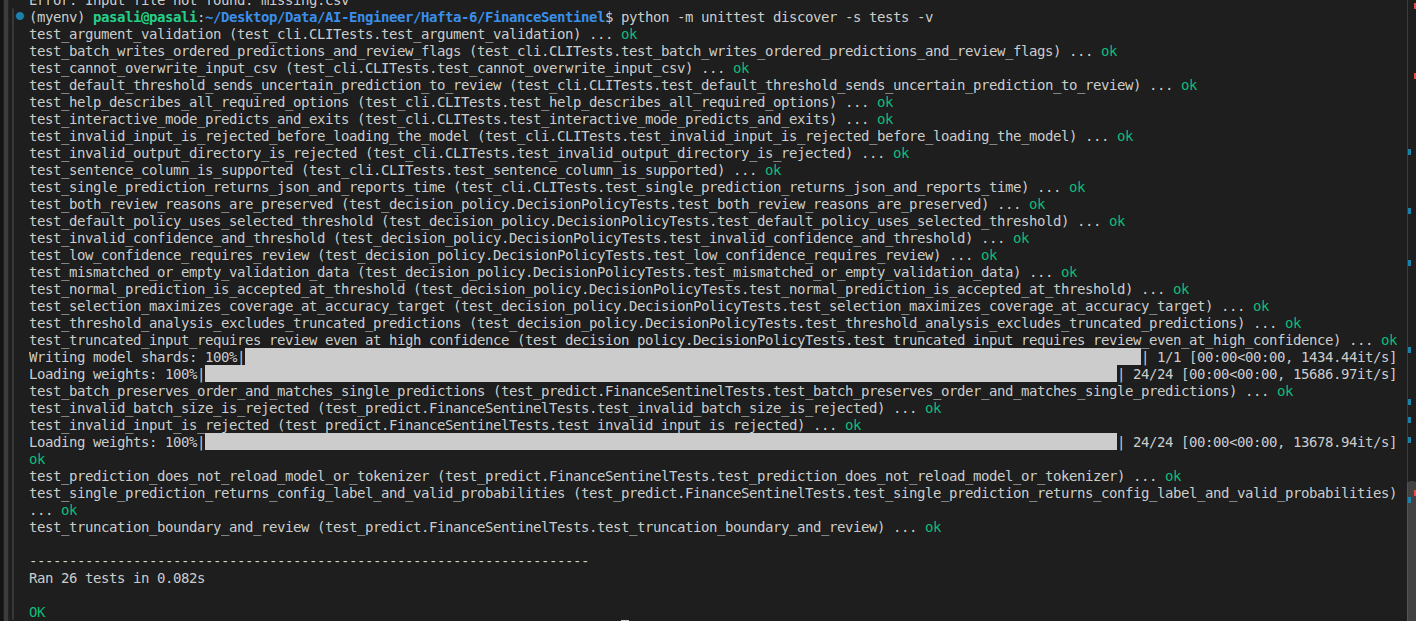 Error: Input file not found: missing.csv
(myenv) pasali@pasali:~/Desktop/Data/AI-Engineer/Hafta-6/FinanceSentinel$ python -m unittest discover -s tests -v
test_argument_validation (test_cli.CLITests.test_argument_validation) ... ok
test_batch_writes_ordered_predictions_and_review_flags (test_cli.CLITests.test_batch_writes_ordered_predictions_and_review_flags) ... ok
test_cannot_overwrite_input_csv (test_cli.CLITests.test_cannot_overwrite_input_csv) ... ok
test_default_threshold_sends_uncertain_prediction_to_review (test_cli.CLITests.test_default_threshold_sends_uncertain_prediction_to_review) ... ok
test_help_describes_all_required_options (test_cli.CLITests.test_help_describes_all_required_options) ... ok
test_interactive_mode_predicts_and_exits (test_cli.CLITests.test_interactive_mode_predicts_and_exits) ... ok
test_invalid_input_is_rejected_before_loading_the_model (test_cli.CLITests.test_invalid_input_is_rejected_before_loading_the_model) ... ok
test_invalid_output_directory_is_rejected (test_cli.CLITests.test_invalid_output_directory_is_rejected) ... ok
test_sentence_column_is_supported (test_cli.CLITests.test_sentence_column_is_supported) ... ok
test_single_prediction_returns_json_and_reports_time (test_cli.CLITests.test_single_prediction_returns_json_and_reports_time) ... ok
test_both_review_reasons_are_preserved (test_decision_policy.DecisionPolicyTests.test_both_review_reasons_are_preserved) ... ok
test_default_policy_uses_selected_threshold (test_decision_policy.DecisionPolicyTests.test_default_policy_uses_selected_threshold) ... ok
test_invalid_confidence_and_threshold (test_decision_policy.DecisionPolicyTests.test_invalid_confidence_and_threshold) ... ok
test_low_confidence_requires_review (test_decision_policy.DecisionPolicyTests.test_low_confidence_requires_review) ... ok
test_mismatched_or_empty_validation_data (test_decision_policy.DecisionPolicyTests.test_mismatched_or_empty_validation_data) ... ok
test_normal_prediction_is_accepted_at_threshold (test_decision_policy.DecisionPolicyTests.test_normal_prediction_is_accepted_at_threshold) ... ok
test_selection_maximizes_coverage_at_accuracy_target (test_decision_policy.DecisionPolicyTests.test_selection_maximizes_coverage_at_accuracy_target) ... ok
test_threshold_analysis_excludes_truncated_predictions (test_decision_policy.DecisionPolicyTests.test_threshold_analysis_excludes_truncated_predictions) ... ok
test_truncated_input_requires_review_even_at_high_confidence (test_decision_policy.DecisionPolicyTests.test_truncated_input_requires_review_even_at_high_confidence) ... ok
Writing model shards: 100%| | 1/1 [00:00<00:00, 1434.44it/s]
Loading weights: 100%| | 24/24 [00:00<00:00, 15686.97it/s]
test_batch_preserves_order_and_matches_single_predictions (test_predict.FinanceSentinelTests.test_batch_preserves_order_and_matches_single_predictions) ... ok
test_invalid_batch_size_is_rejected (test_predict.FinanceSentinelTests.test_invalid_batch_size_is_rejected) ... ok
test_invalid_input_is_rejected (test_predict.FinanceSentinelTests.test_invalid_input_is_rejected) ... ok
Loading weights: 100%| | 24/24 [00:00<00:00, 13678.94it/s]
ok
test_prediction_does_not_reload_model_or_tokenizer (test_predict.FinanceSentinelTests.test_prediction_does_not_reload_model_or_tokenizer) ... ok
test_single_prediction_returns_config_label_and_valid_probabilities (test_predict.FinanceSentinelTests.test_single_prediction_returns_config_label_and_valid_probabilities)
... ok
test_truncation_boundary_and_review (test_predict.FinanceSentinelTests.test_truncation_boundary_and_review) ... ok
----------------------------------------------------------------------
Ran 26 tests in 0.082s
OK